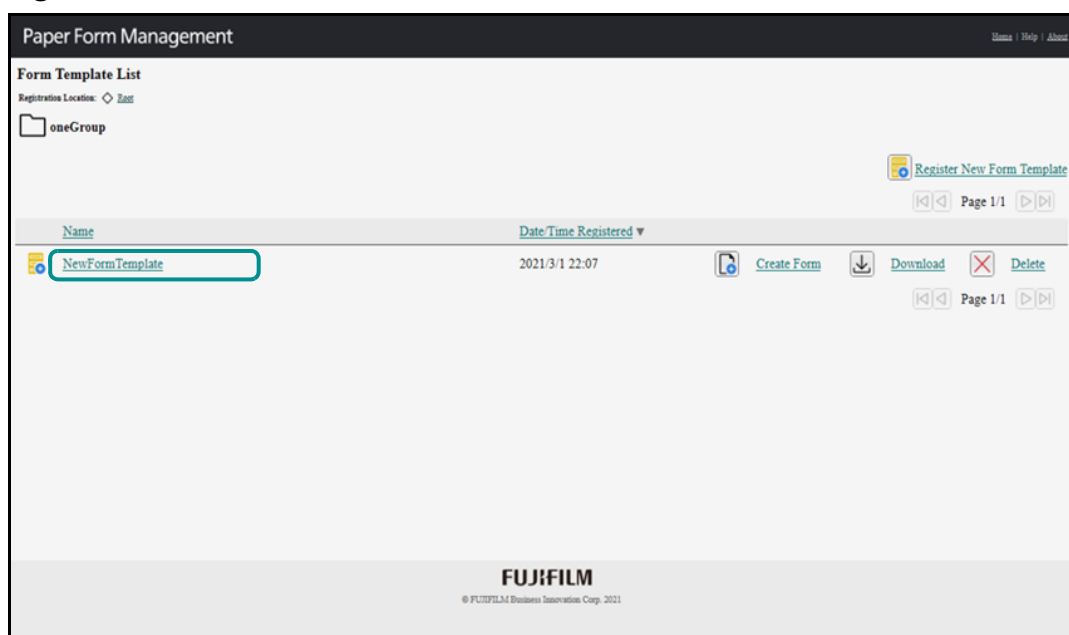 Paper Form Management
Home | Help | About
Form Template List
Registration Location: Root
oneGroup
Register New Form Template
Page 1/1
Name Date/Time Registered ▼
NewFormTemplate 2021/3/1 22:07 Create Form Download Delete
Page 1/1
FUJIFILM
© FUJIFILM Business Innovation Corp. 2021